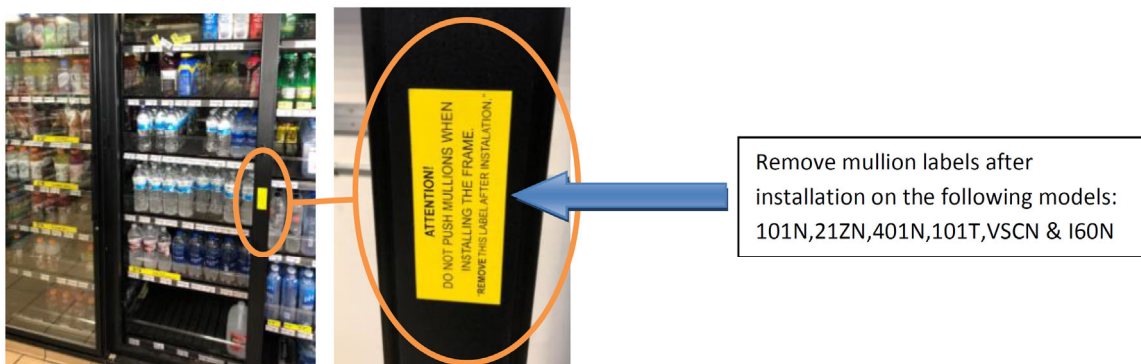 ATTENTION!
DO NOT PUSH MULLIONS WHEN
INSTALLING THE FRAME.
"REMOVE THIS LABEL AFTER INSTALATION."
Remove mullion labels after
installation on the following models:
101N,21ZN,401N,101T,VSCN & I60N